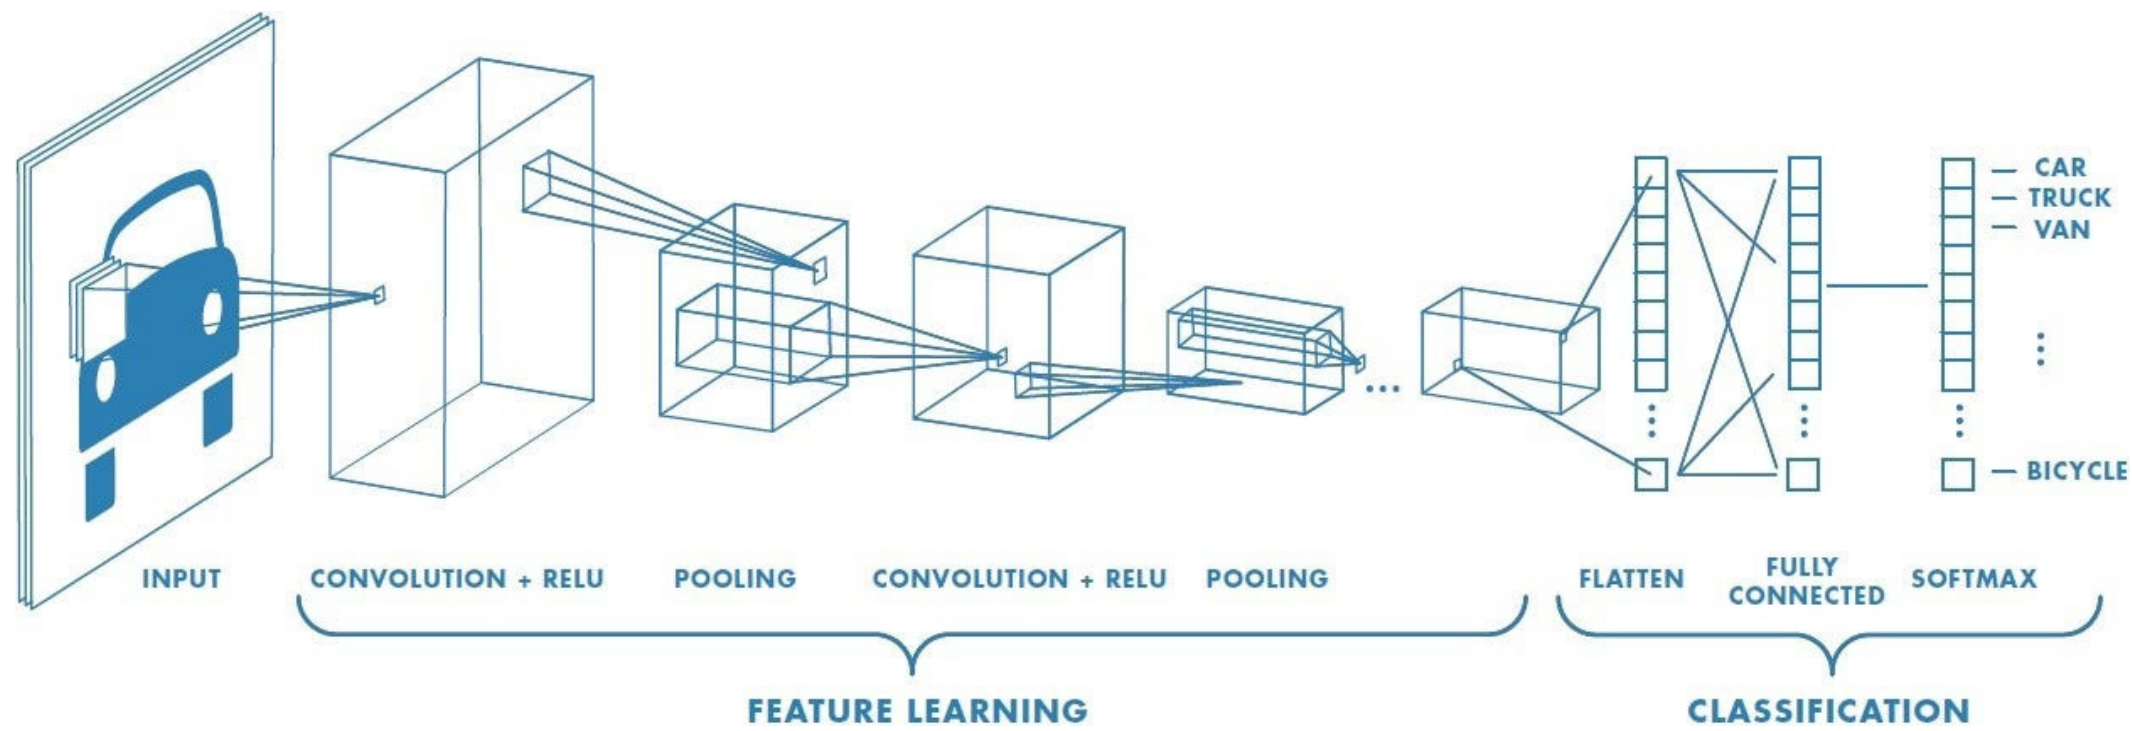 CAR
TRUCK
VAN
BICYCLE
INPUT
CONVOLUTION + RELU
POOLING
CONVOLUTION + RELU
POOLING
FLATTEN
FULLY
CONNECTED
SOFTMAX
FEATURE LEARNING
CLASSIFICATION